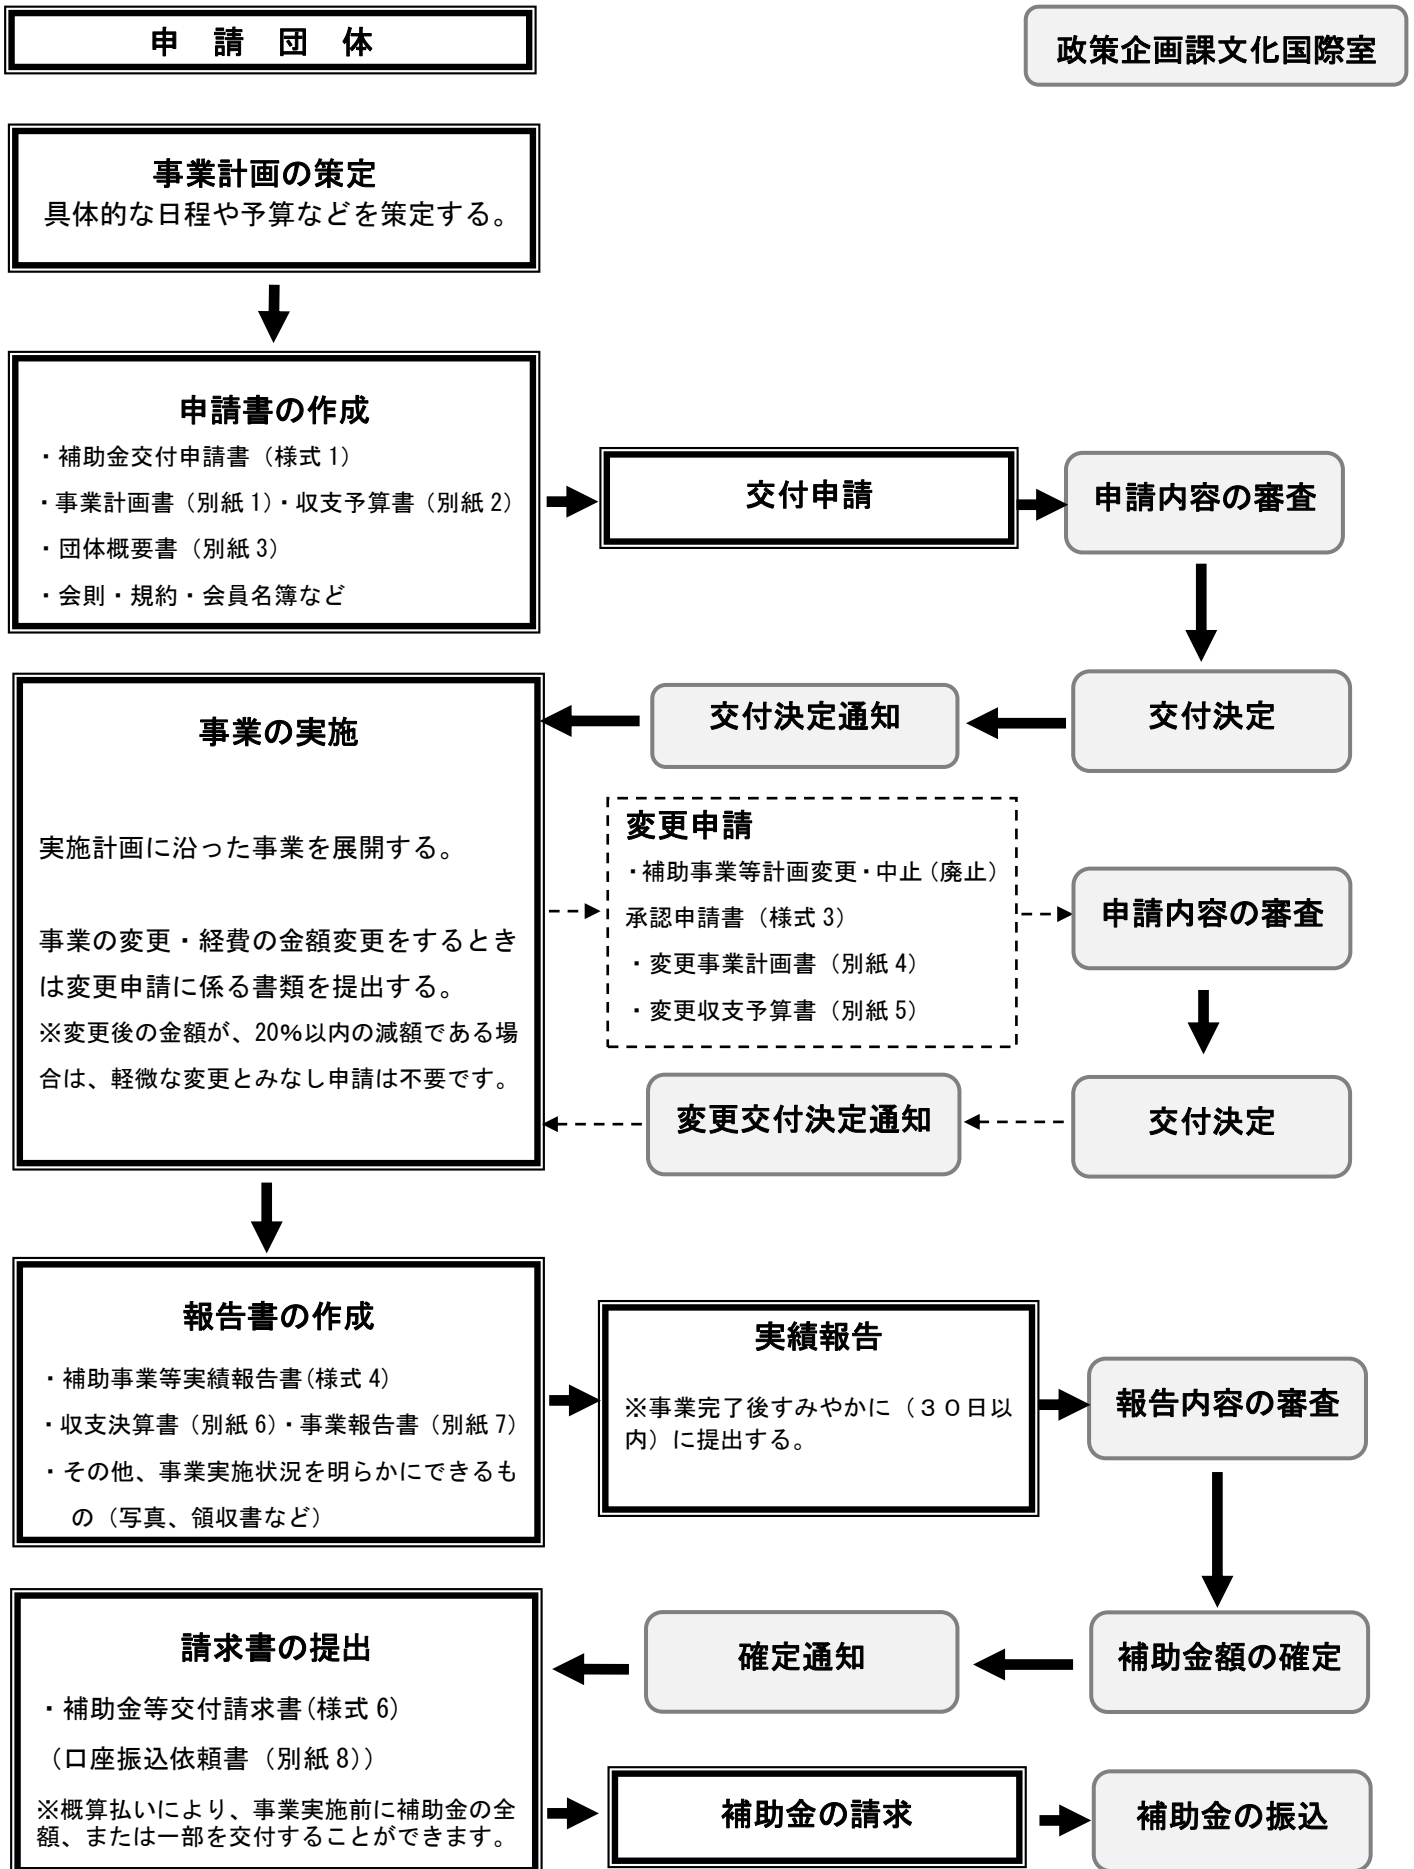 申　請　団　体
政策企画課文化国際室
事業計画の策定
具体的な日程や予算などを策定する。
申請書の作成
・補助金交付申請書（様式1）
・事業計画書（別紙1）・収支予算書（別紙2）
・団体概要書（別紙3）
・会則・規約・会員名簿など
交付申請
申請内容の審査
事業の実施
実施計画に沿った事業を展開する。
事業の変更・経費の金額変更をするとき
は変更申請に係る書類を提出する。
※変更後の金額が、20%以内の減額である場
合は、軽微な変更とみなし申請は不要です。
交付決定通知
交付決定
変更申請
・補助事業等計画変更・中止（廃止）
承認申請書（様式3）
・変更事業計画書（別紙4）
・変更収支予算書（別紙5）
申請内容の審査
変更交付決定通知
交付決定
報告書の作成
・補助事業等実績報告書(様式4)
・収支決算書（別紙6）・事業報告書（別紙7）
・その他、事業実施状況を明らかにできるも
の（写真、領収書など）
実績報告
※事業完了後すみやかに（３０日以
内）に提出する。
報告内容の審査
請求書の提出
・補助金等交付請求書(様式6)
（口座振込依頼書（別紙8））
※概算払いにより、事業実施前に補助金の全
額、または一部を交付することができます。
確定通知
補助金額の確定
補助金の請求
補助金の振込